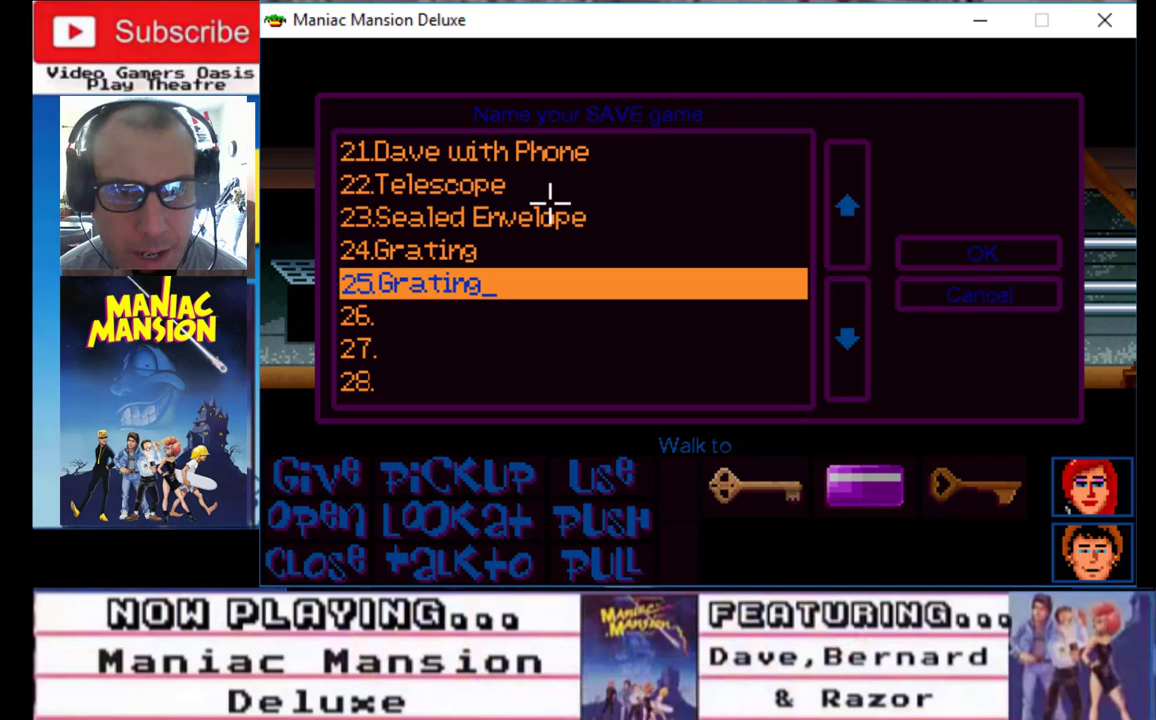 Subscribe
Video Gamers Oasis
Play Theatre
MANIAC
MANSION
Maniac Mansion Deluxe
Name your SAVE game
21.Dave with Phone
22.Telescope
23.Sealed Envelope
24.Grating
25.Grating_
26.
27.
28.
OK
Cancel
Walk to
Give Pick up Use
Open Look at Push
Close talk to Pull
NOW PLAYING...
Maniac Mansion
Deluxe
MANIAC
MANSION
FEATURING...
Dave,Bernard
& Razor